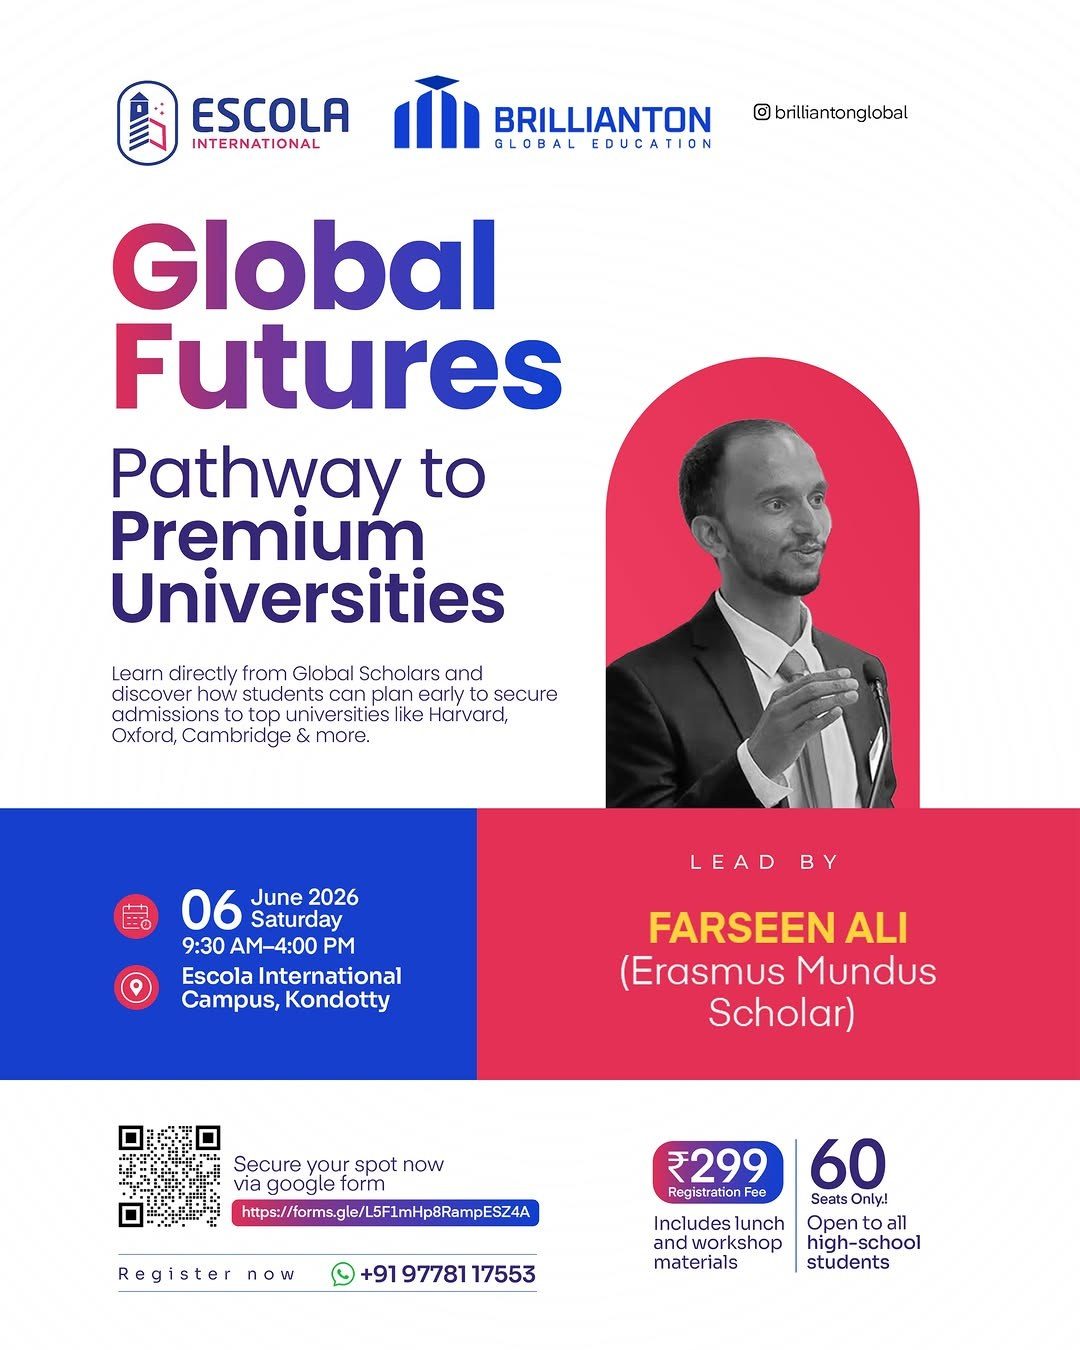 ESCOLA
INTERNATIONAL
BRILLIANTON
GLOBAL EDUCATION
brilliantonglobal
Global
Futures
Pathway to
Premium
Universities
Learn directly from Global Scholars and
discover how students can plan early to secure
admissions to top universities like Harvard,
Oxford, Cambridge & more.
06 June 2026
Saturday
9:30 AM–4:00 PM
Escola International
Campus, Kondotty
LEAD BY
FARSEEN ALI
(Erasmus Mundus
Scholar)
Secure your spot now
via google form
https://forms.gle/L5F1mHp8RampESZ4A
Register now
+91 97781 17553
₹299
Registration Fee
Includes lunch
and workshop
materials
60
Seats Only.!
Open to all
high-school
students